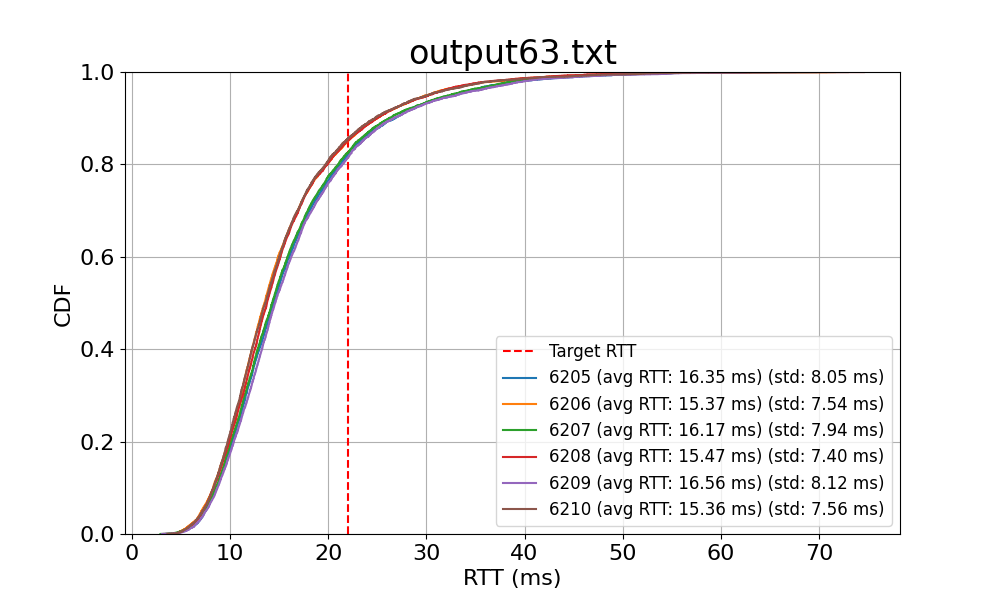 output63.txt
1.0
0.8
0.6
0.4
0.2
0.0
CDF
Target RTT
6205 (avg RTT: 16.35 ms) (std: 8.05 ms)
6206 (avg RTT: 15.37 ms) (std: 7.54 ms)
6207 (avg RTT: 16.17 ms) (std: 7.94 ms)
6208 (avg RTT: 15.47 ms) (std: 7.40 ms)
6209 (avg RTT: 16.56 ms) (std: 8.12 ms)
6210 (avg RTT: 15.36 ms) (std: 7.56 ms)
0 10 20 30 40 50 60 70
RTT (ms)